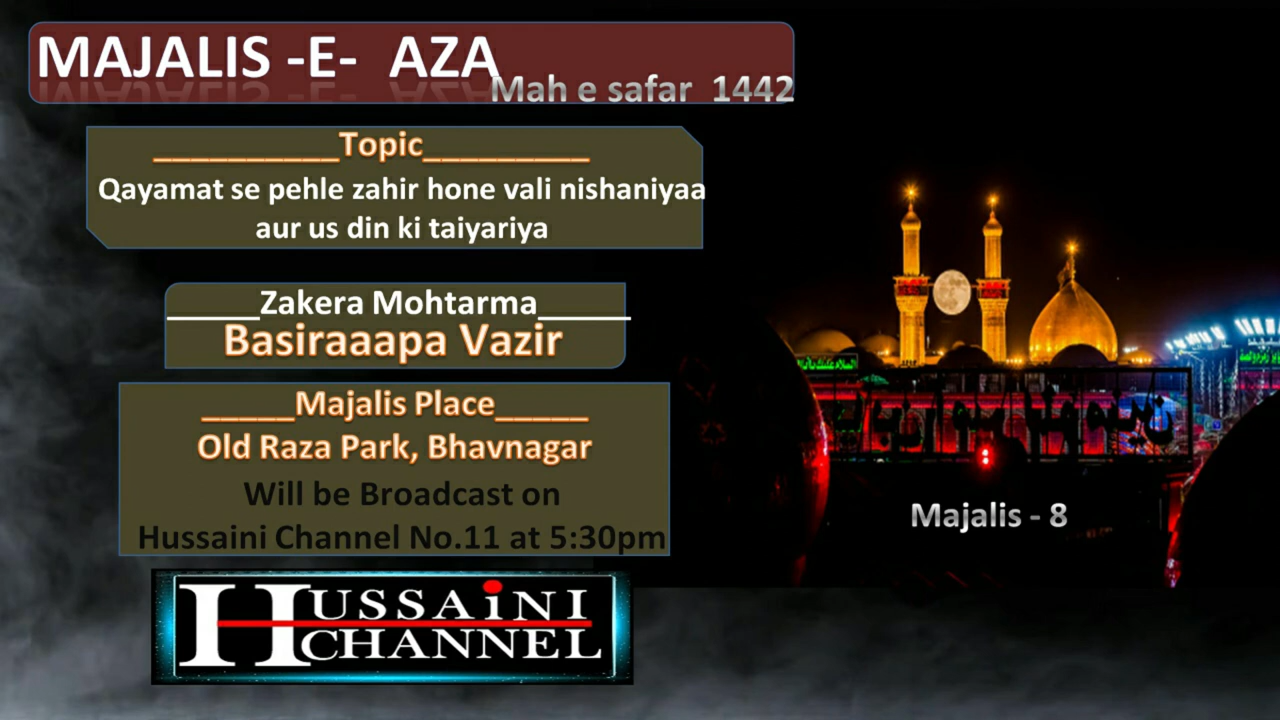 MAJALIS -E- AZA
Mah e safar 1442
__________Topic_________
Qayamat se pehle zahir hone vali nishaniyaa
aur us din ki taiyariya
_____Zakera Mohtarma_____
Basiraaapa Vazir
_____Majalis Place_____
Old Raza Park, Bhavnagar
Will be Broadcast on
Hussaini Channel No.11 at 5:30pm
Majalis - 8
HUSSAiNI
CHANNEL